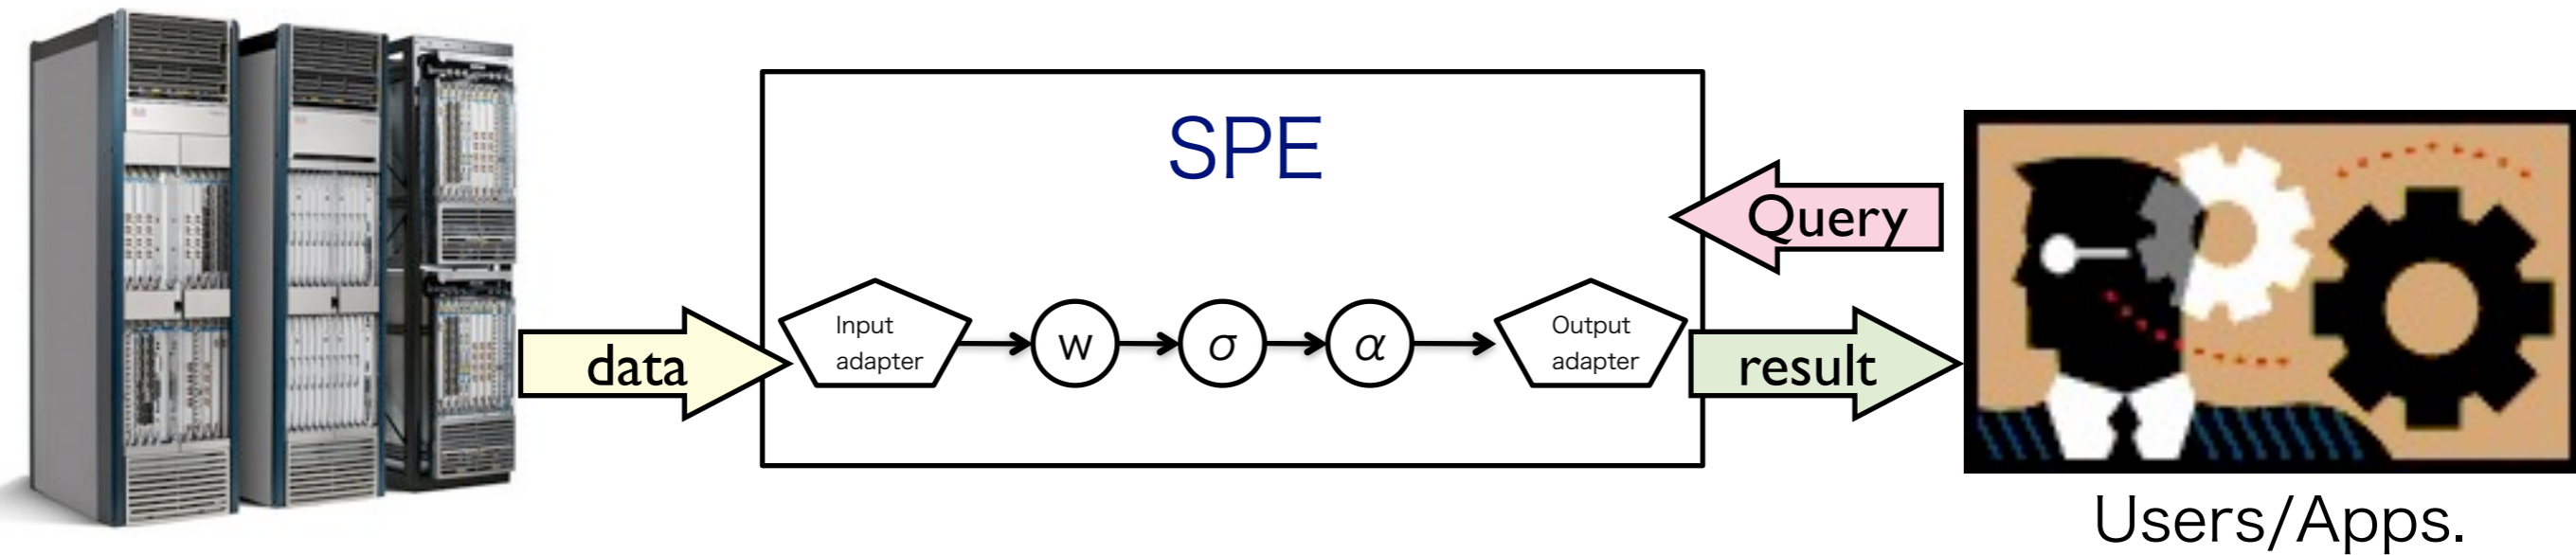 SPE
Query
data
Input
adapter
w
σ
α
Output
adapter
result
Users/Apps.